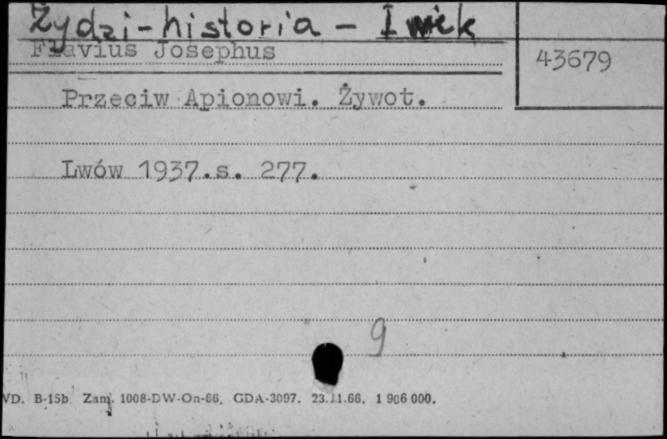 Żydzi-historia - I wiek
Flavius Josephus
43679
Przeciw Apionowi. Żywot.
Lwów 1937.s. 277.
9
VD. B-15b. Zam. 1008-DW-On-66. GDA-3097. 23.11.66. 1 906 000.